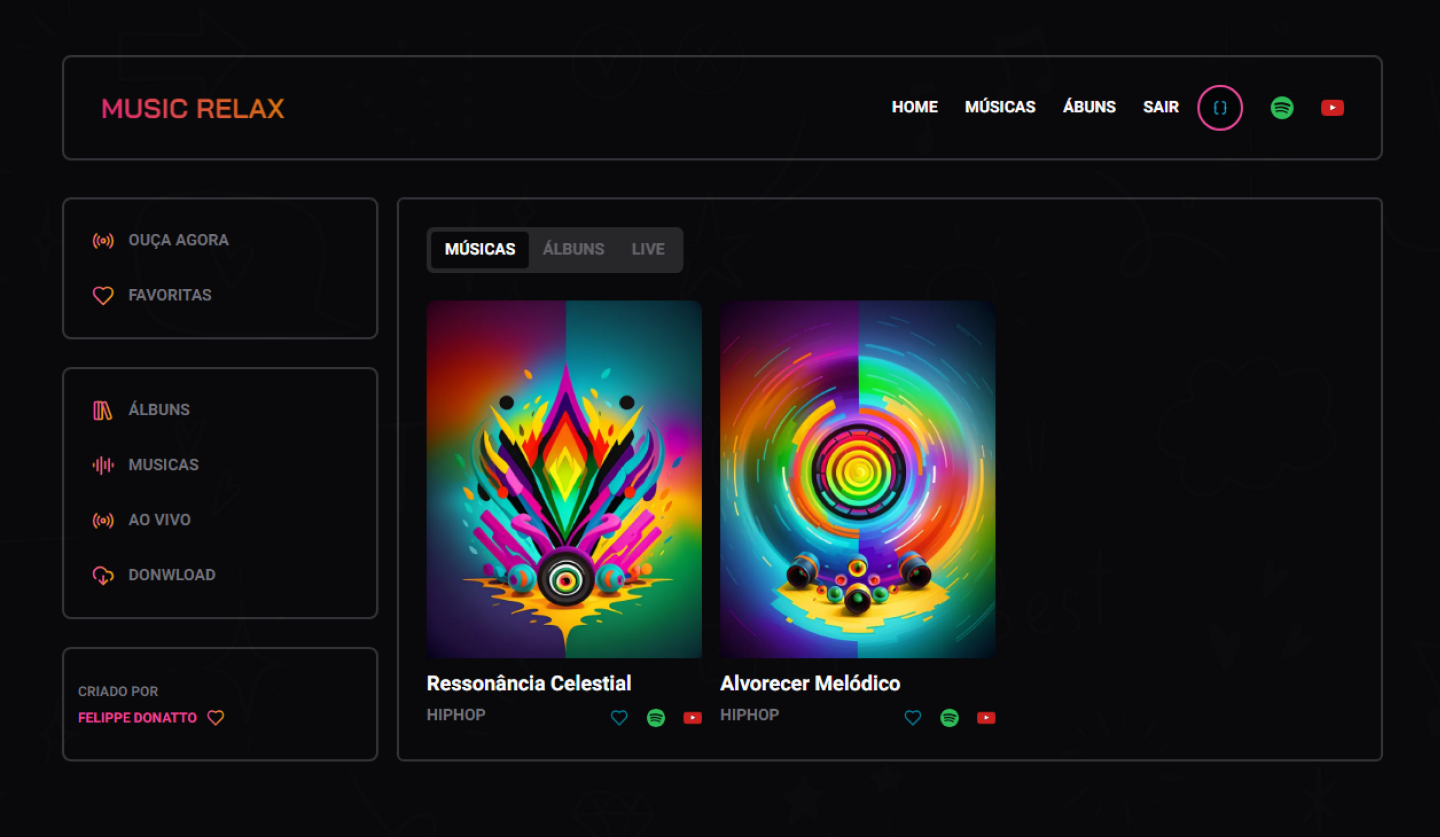 MUSIC RELAX
HOME MÚSICAS ÁBUNS SAIR
OUÇA AGORA
FAVORITAS
ÁLBUNS
MUSICAS
AO VIVO
DONWLOAD
CRIADO POR
FELIPPE DONATTO
MÚSICAS ÁLBUNS LIVE
Ressonância Celestial
HIPHOP
Alvorecer Melódico
HIPHOP